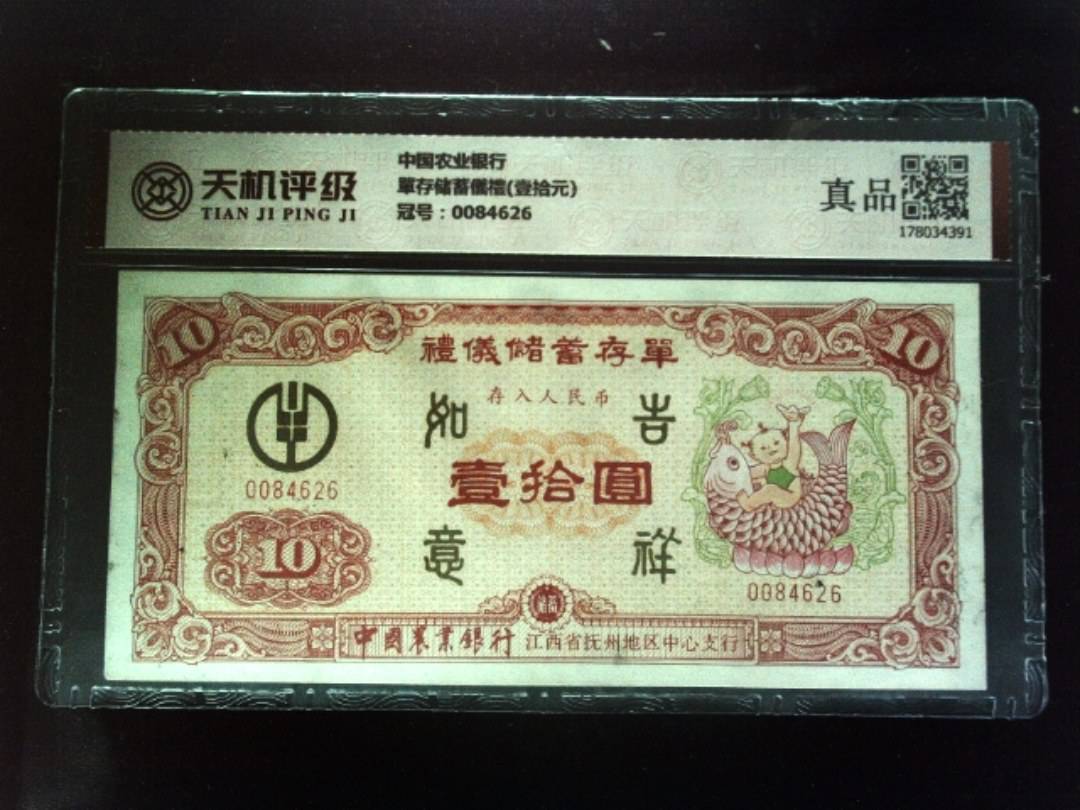 天机评级
TIAN JI PING JI
中国农业银行
單存储蓄儀禮(壹拾元)
冠号：0084626
真品
178034391
10
10
禮儀儲蓄存單
存入人民币
如
吉
壹拾圓
意
祥
0084626
10
0084626
中國農業銀行 江西省抚州地区中心支行